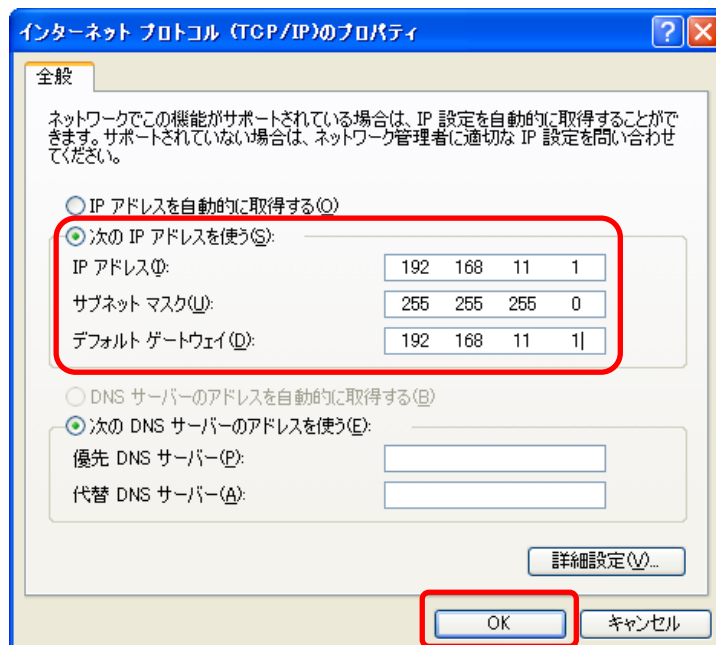 インターネット プロトコル (TCP/IP)のプロパティ
全般
ネットワークでこの機能がサポートされている場合は、IP 設定を自動的に取得することがで
きます。サポートされていない場合は、ネットワーク管理者に適切な IP 設定を問い合わせ
てください。
IP アドレスを自動的に取得する(O)
次の IP アドレスを使う(S):
IP アドレス(I): 192 168 11 1
サブネット マスク(U): 255 255 255 0
デフォルト ゲートウェイ(D): 192 168 11 1
DNS サーバーのアドレスを自動的に取得する(B)
次の DNS サーバーのアドレスを使う(E):
優先 DNS サーバー(P):
代替 DNS サーバー(A):
詳細設定(V)...
OK キャンセル